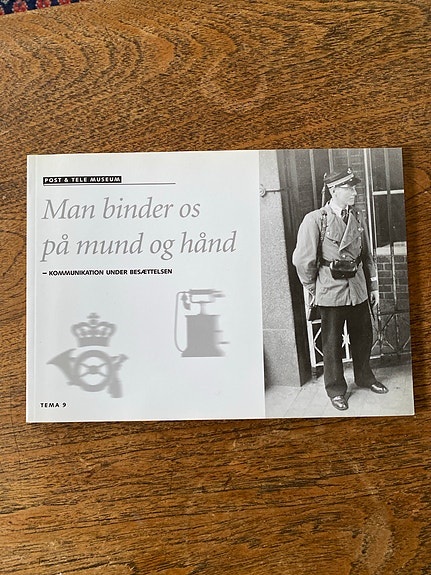 POST & TELE MUSEUM
Man binder os
på mund og hånd
– KOMMUNIKATION UNDER BESÆTTELSEN
TEMA 9